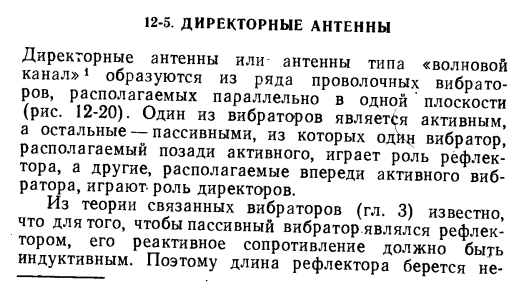 12-5. ДИРЕКТОРНЫЕ АНТЕННЫ
Директорные антенны или антенны типа «волновой
канал» ¹ образуются из ряда проволочных вибрато-
ров, располагаемых параллельно в одной плоскости
(рис. 12-20). Один из вибраторов является активным,
а остальные — пассивными, из которых один вибратор,
располагаемый позади активного, играет роль рефлек-
тора, а другие, располагаемые впереди активного виб-
ратора, играют роль директоров.
Из теории связанных вибраторов (гл. 3) известно,
что для того, чтобы пассивный вибратор являлся рефлек-
тором, его реактивное сопротивление должно быть
индуктивным. Поэтому длина рефлектора берется не-